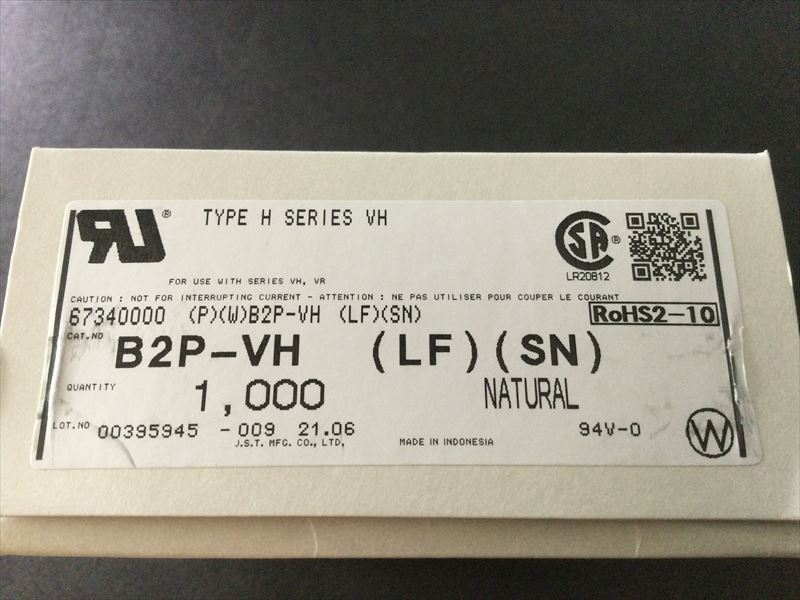 RU ® TYPE H SERIES VH
SA ®
LR20812
FOR USE WITH SERIES VH, VR
CAUTION : NOT FOR INTERRUPTING CURRENT - ATTENTION : NE PAS UTILISER POUR COUPER LE COURANT
67340000 (P)(W)B2P-VH (LF)(SN) RoHS2-10
CAT.NO B2P-VH (LF)(SN)
QUANTITY 1,000 NATURAL
LOT.NO 00395945 -009 21.06 94V-0 W
J.S.T. MFG. CO., LTD. MADE IN INDONESIA